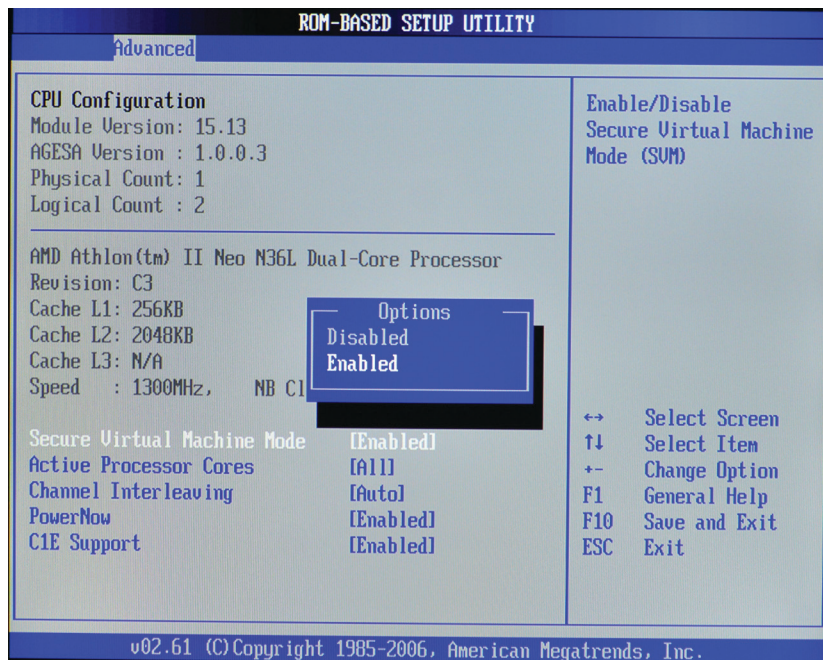 ROM-BASED SETUP UTILITY
Advanced
CPU Configuration
Module Version: 15.13
AGESA Version : 1.0.0.3
Physical Count: 1
Logical Count : 2
AMD Athlon(tm) II Neo N36L Dual-Core Processor
Revision: C3
Cache L1: 256KB
Cache L2: 2048KB
Cache L3: N/A
Speed : 1300MHz, NB Cl
Options
Disabled
Enabled
Secure Virtual Machine Mode [Enabled]
Active Processor Cores [All]
Channel Interleaving [Auto]
PowerNow [Enabled]
C1E Support [Enabled]
Enable/Disable
Secure Virtual Machine
Mode (SVM)
↔ Select Screen
↑↓ Select Item
+- Change Option
F1 General Help
F10 Save and Exit
ESC Exit
v02.61 (C)Copyright 1985-2006, American Megatrends, Inc.